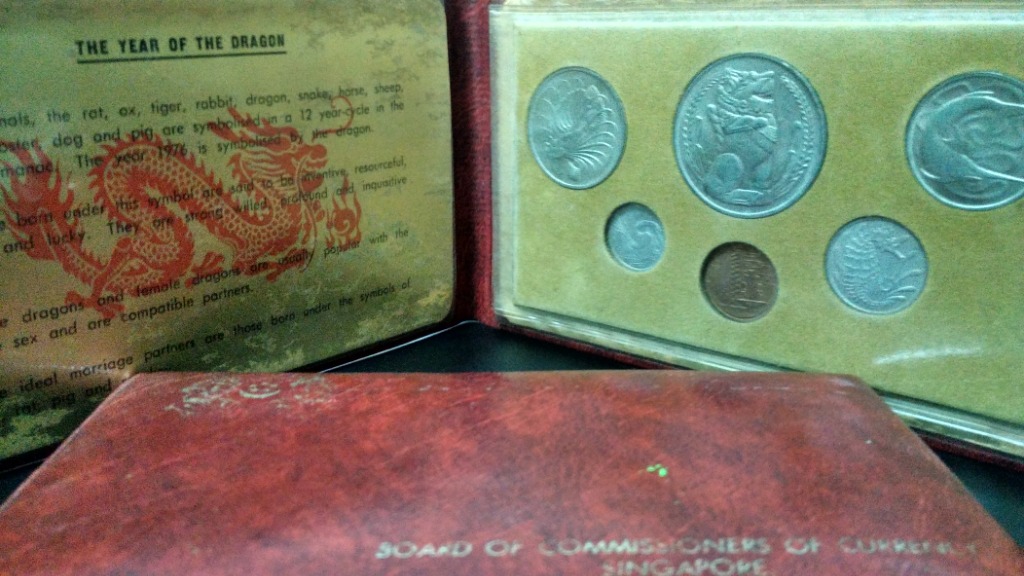 THE YEAR OF THE DRAGON
the rat, ox, tiger, rabbit, dragon, snake, horse, sheep,
dog and pig are symbolised in a 12 year cycle in the
The year 1976 is symbolised by the dragon.
born under this symbol are said to be inventive, resourceful,
and lucky. They are strong willed, profound and inquisitive
dragons and female dragons are usually popular with the
sex and are compatible partners.
ideal marriage partners are those born under the symbols of
rat, pig and
BOARD OF COMMISSIONERS OF CURRENCY
SINGAPORE